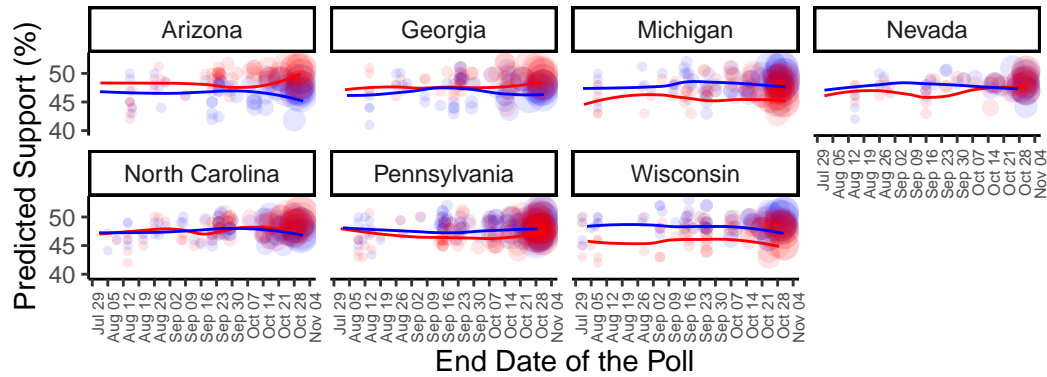 Arizona
Georgia
Michigan
Nevada
50
45
40
Jul 29
Aug 05
Aug 12
Aug 19
Aug 26
Sep 02
Sep 09
Sep 16
Sep 23
Sep 30
Oct 07
Oct 14
Oct 21
Oct 28
Nov 04
North Carolina
Pennsylvania
Wisconsin
50
45
40
Jul 29
Aug 05
Aug 12
Aug 19
Aug 26
Sep 02
Sep 09
Sep 16
Sep 23
Sep 30
Oct 07
Oct 14
Oct 21
Oct 28
Nov 04
Jul 29
Aug 05
Aug 12
Aug 19
Aug 26
Sep 02
Sep 09
Sep 16
Sep 23
Sep 30
Oct 07
Oct 14
Oct 21
Oct 28
Nov 04
Jul 29
Aug 05
Aug 12
Aug 19
Aug 26
Sep 02
Sep 09
Sep 16
Sep 23
Sep 30
Oct 07
Oct 14
Oct 21
Oct 28
Nov 04
Predicted Support (%)
End Date of the Poll